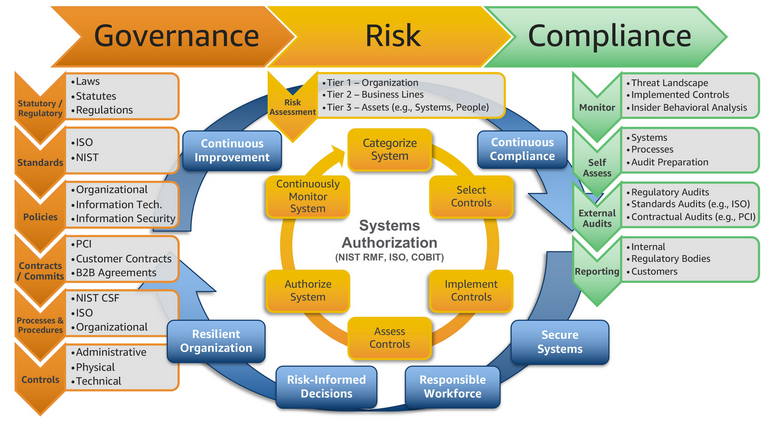 Governance
Risk
Compliance
Statutory /
Regulatory
•Laws
•Statutes
•Regulations
Standards
•ISO
•NIST
Policies
•Organizational
•Information Tech.
•Information Security
Contracts
/ Commits
•PCI
•Customer Contracts
•B2B Agreements
Processes &
Procedures
•NIST CSF
•ISO
•Organizational
Controls
•Administrative
•Physical
•Technical
Risk
Assessment
•Tier 1 – Organization
•Tier 2 – Business Lines
•Tier 3 – Assets (e.g., Systems, People)
Continuous
Improvement
Continuous
Compliance
Categorize
System
Select
Controls
Implement
Controls
Assess
Controls
Authorize
System
Continuously
Monitor
System
Systems
Authorization
(NIST RMF, ISO, COBIT)
Resilient
Organization
Risk-Informed
Decisions
Responsible
Workforce
Secure
Systems
Monitor
•Threat Landscape
•Implemented Controls
•Insider Behavioral Analysis
Self
Assess
•Systems
•Processes
•Audit Preparation
External
Audits
•Regulatory Audits
•Standards Audits (e.g., ISO)
•Contractual Audits (e.g., PCI)
Reporting
•Internal
•Regulatory Bodies
•Customers